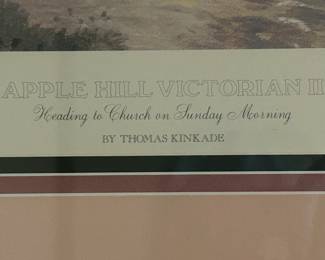 APPLE HILL VICTORIAN II
Heading to Church on Sunday Morning
BY THOMAS KINKADE